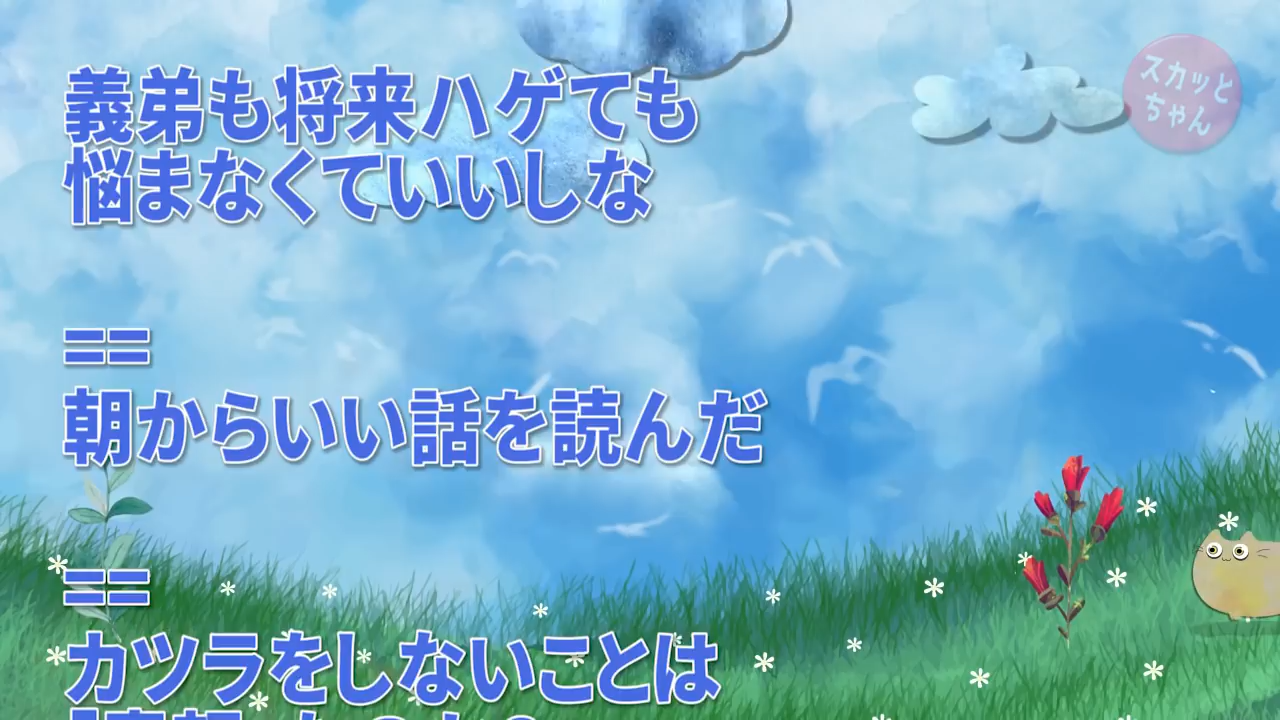 義弟も将来ハゲても
悩まなくていいしな
スカッと
ちゃん
==
朝からいい話を読んだ
==
カツラをしないことは